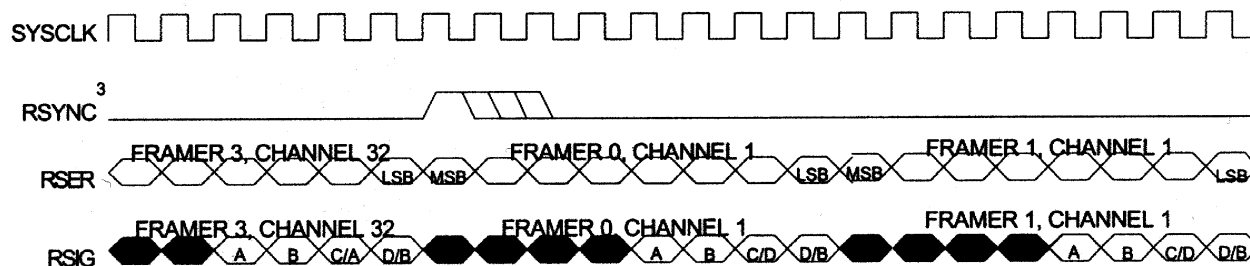 SYSCLK
RSYNC 3
FRAMER 3, CHANNEL 32 FRAMER 0, CHANNEL 1 FRAMER 1, CHANNEL 1
RSER LSB MSB LSB MSB LSB
FRAMER 3, CHANNEL 32 FRAMER 0, CHANNEL 1 FRAMER 1, CHANNEL 1
RSIG A B C/A D/B A B C/D D/B A B C/D D/B